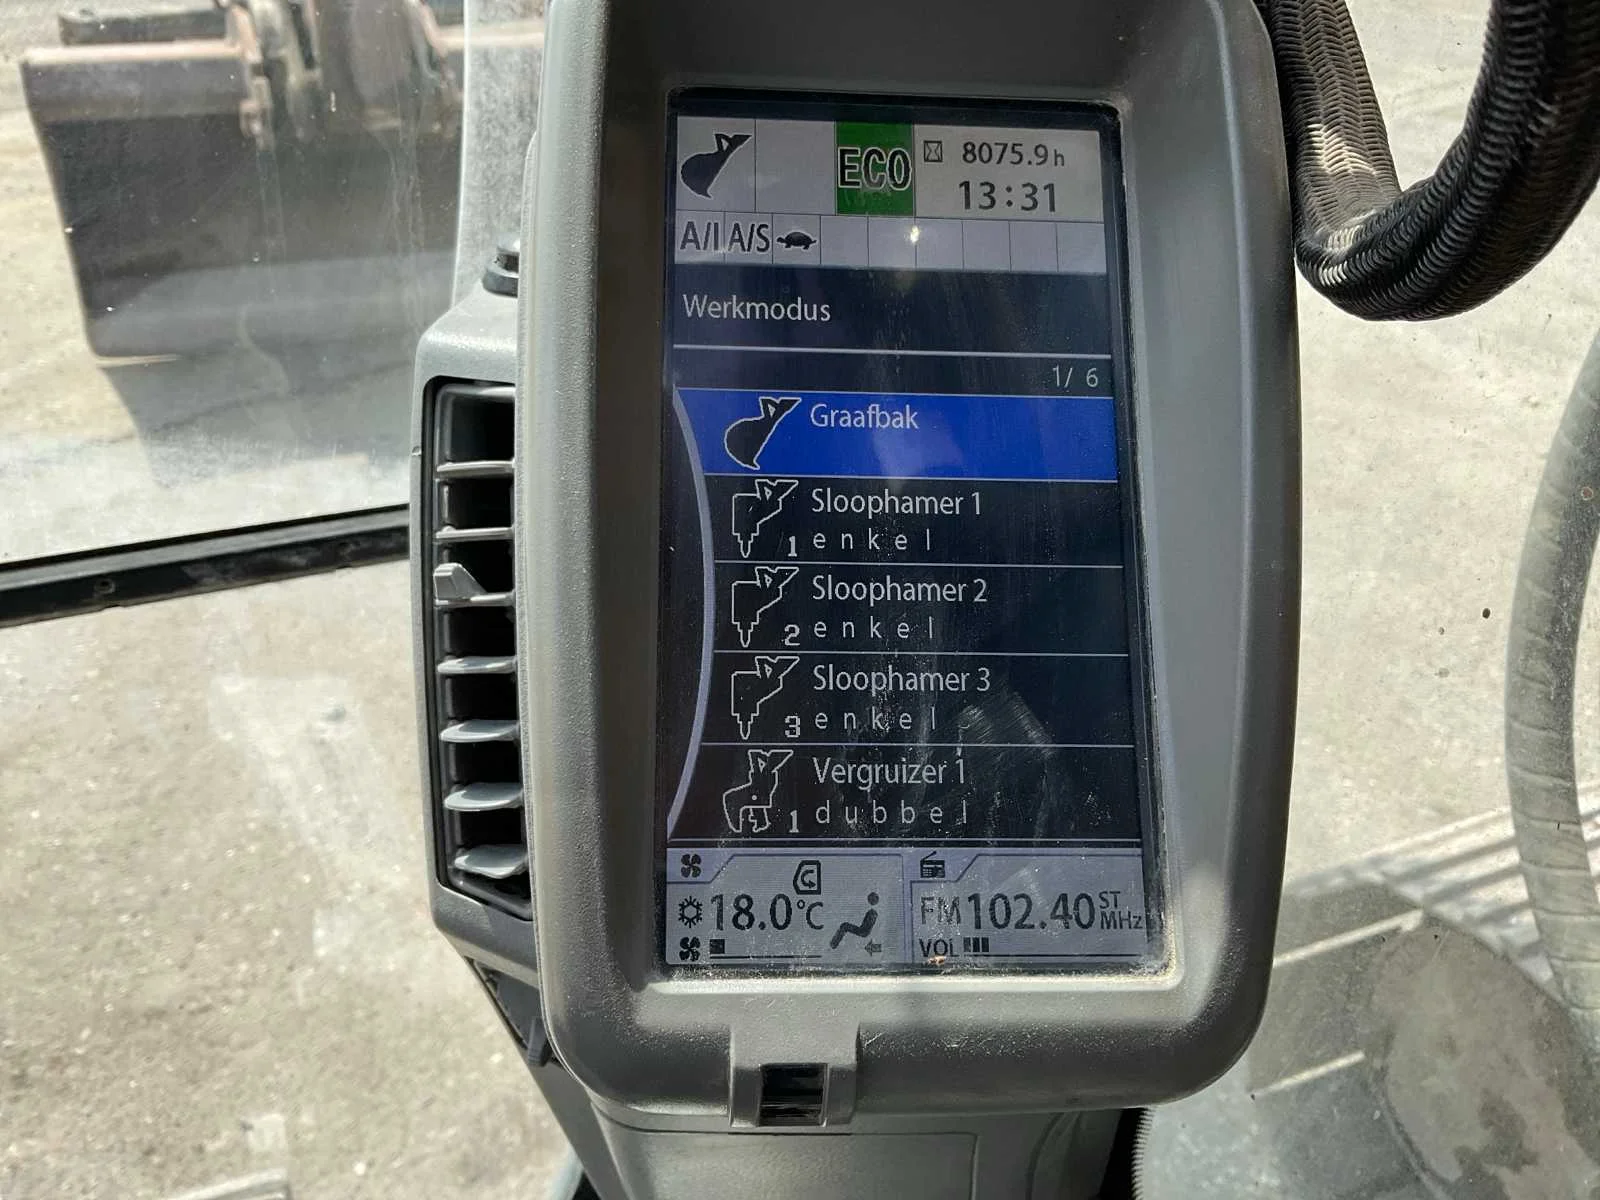 ECO
8075.9h
13:31
A/I A/S
Werkmodus
1/ 6
Graafbak
Sloophamer 1
1 enkel
Sloophamer 2
2 enkel
Sloophamer 3
3 enkel
Vergruizer 1
1 dubbel
18.0°C
FM 102.40 ST MHz
VOL